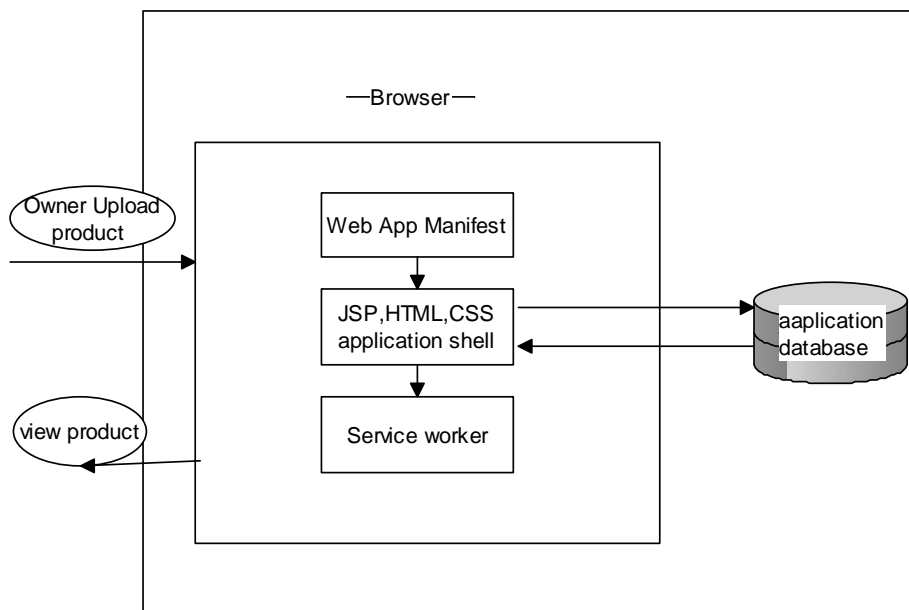 Browser
Owner Upload
product
Web App Manifest
JSP,HTML,CSS
application shell
aaplication
database
view product
Service worker